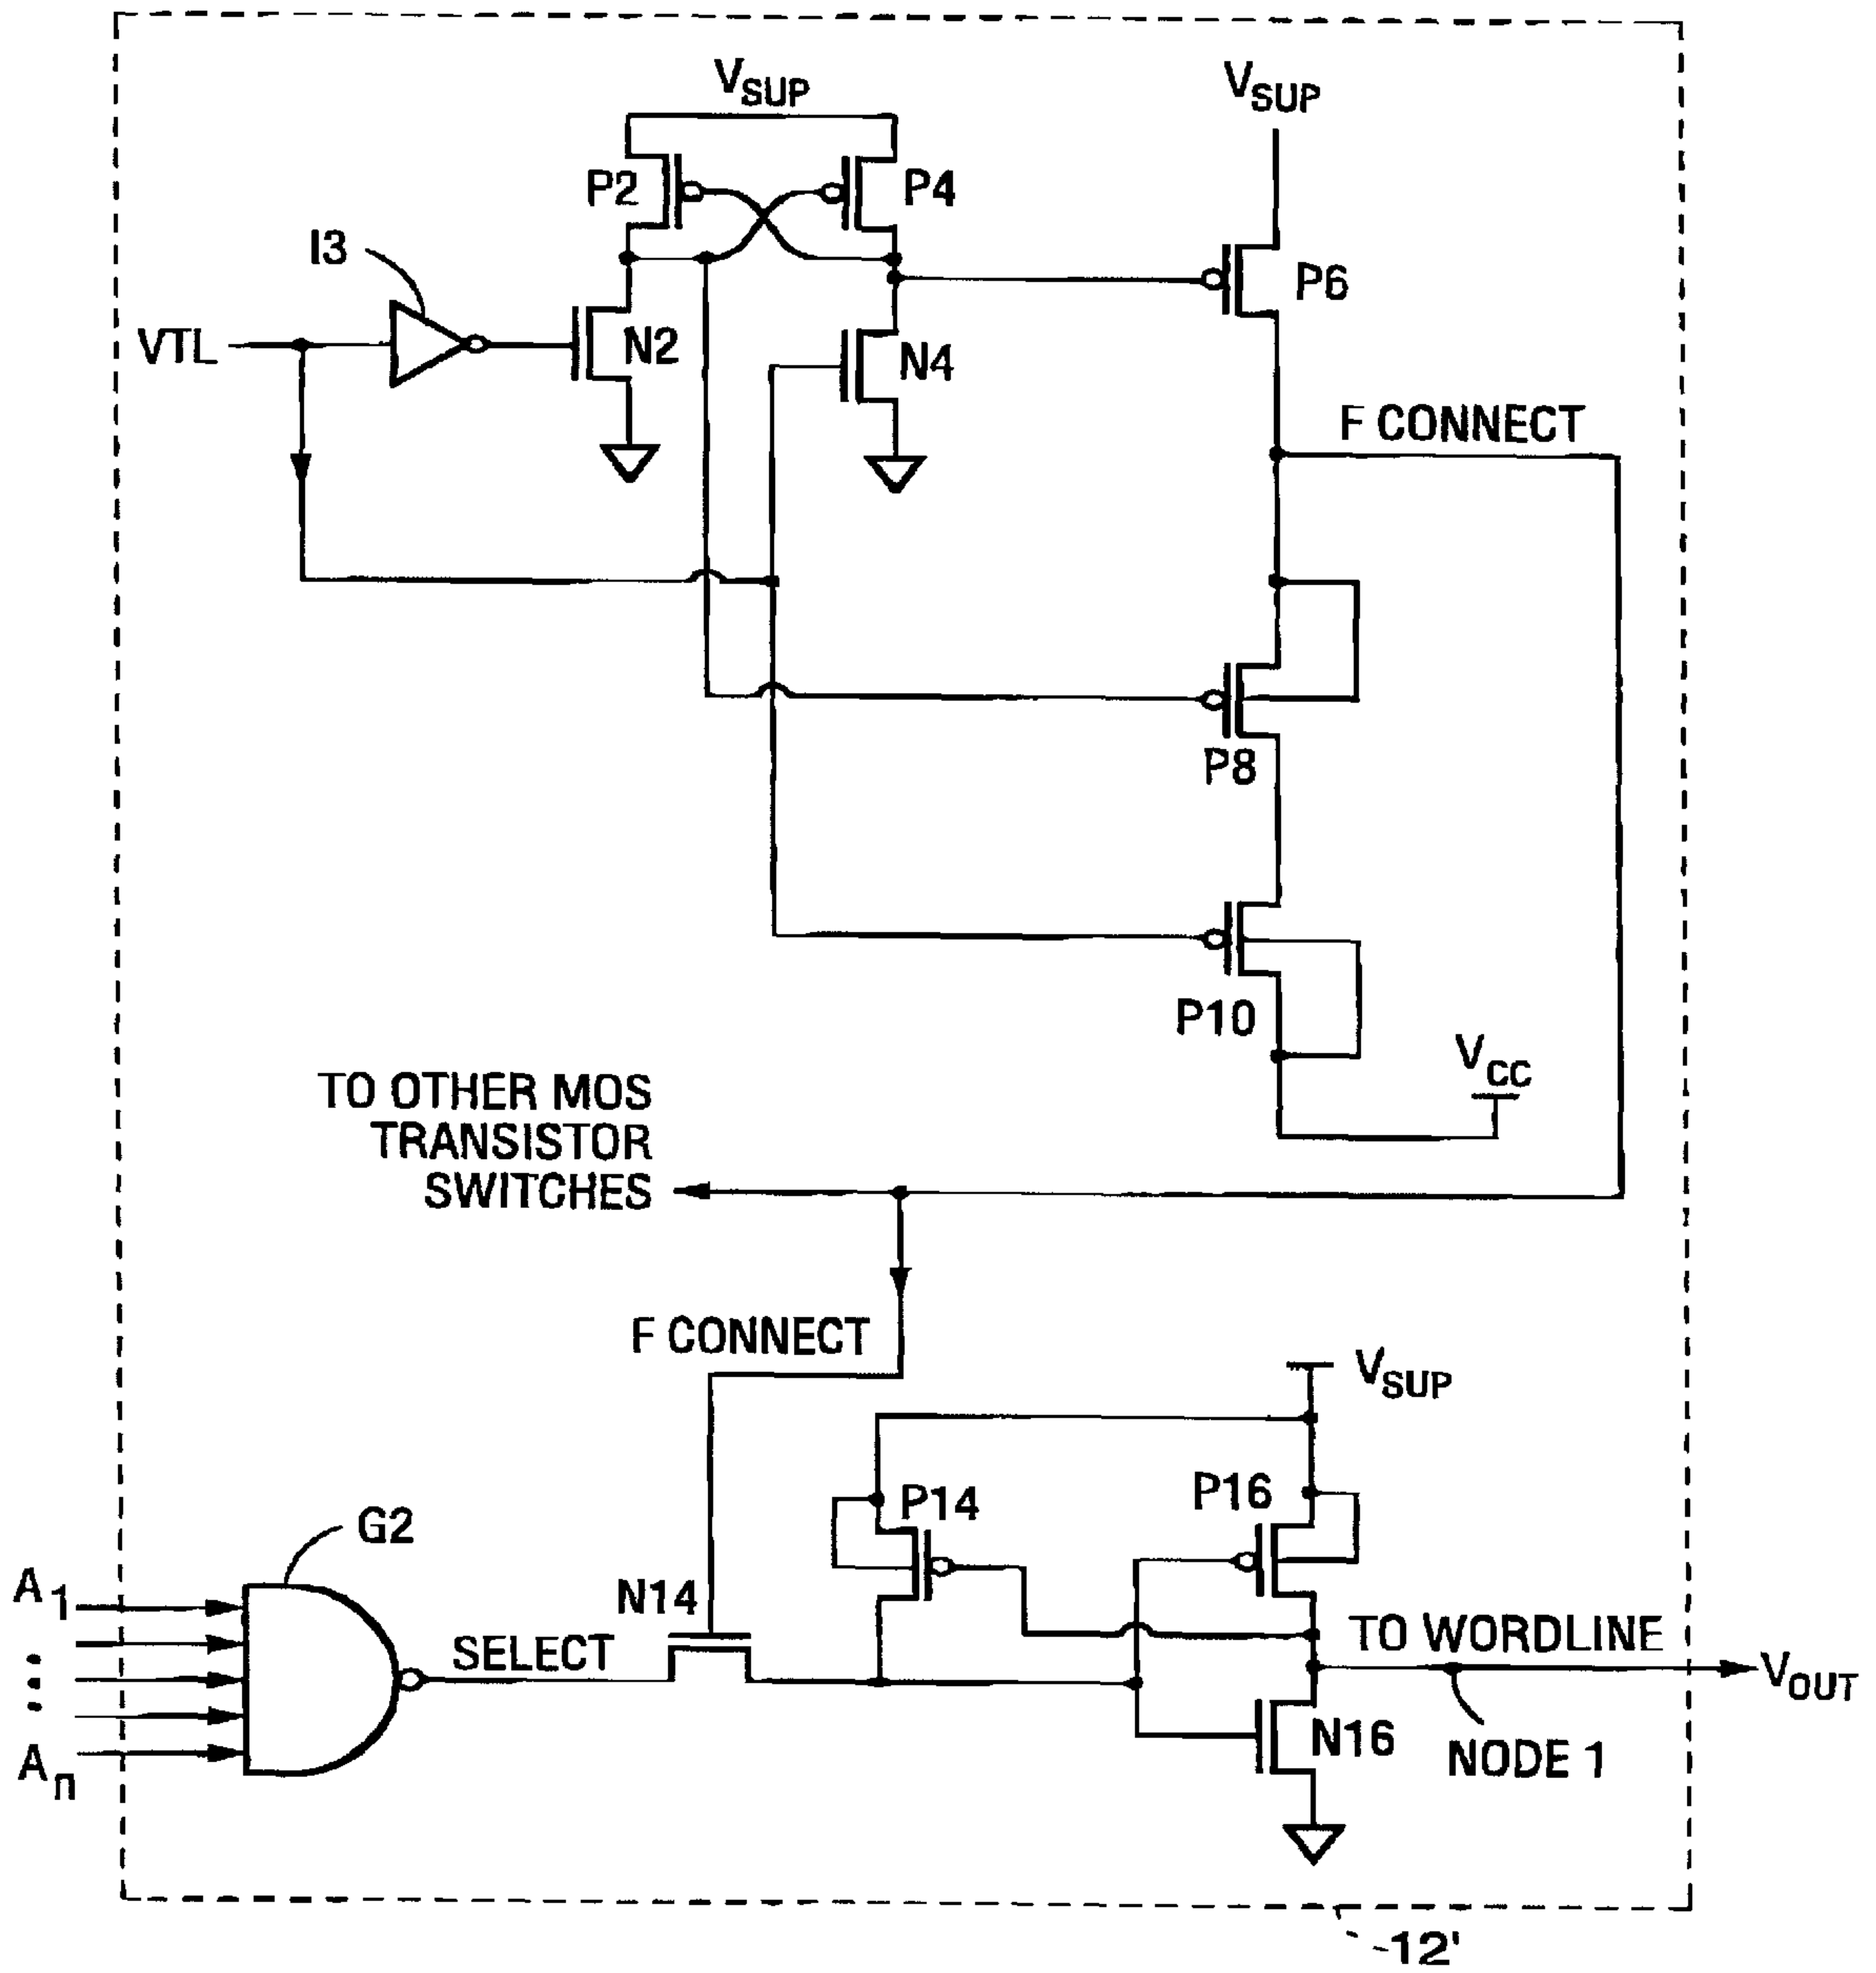 V_SUP
V_SUP
P2
P4
I3
P6
VTL
N2
N4
F CONNECT
P8
P10
V_CC
TO OTHER MOS
TRANSISTOR
SWITCHES
F CONNECT
V_SUP
P14
P16
G2
A_1
N14
SELECT
TO WORDLINE
V_OUT
N16
NODE 1
A_n
12'